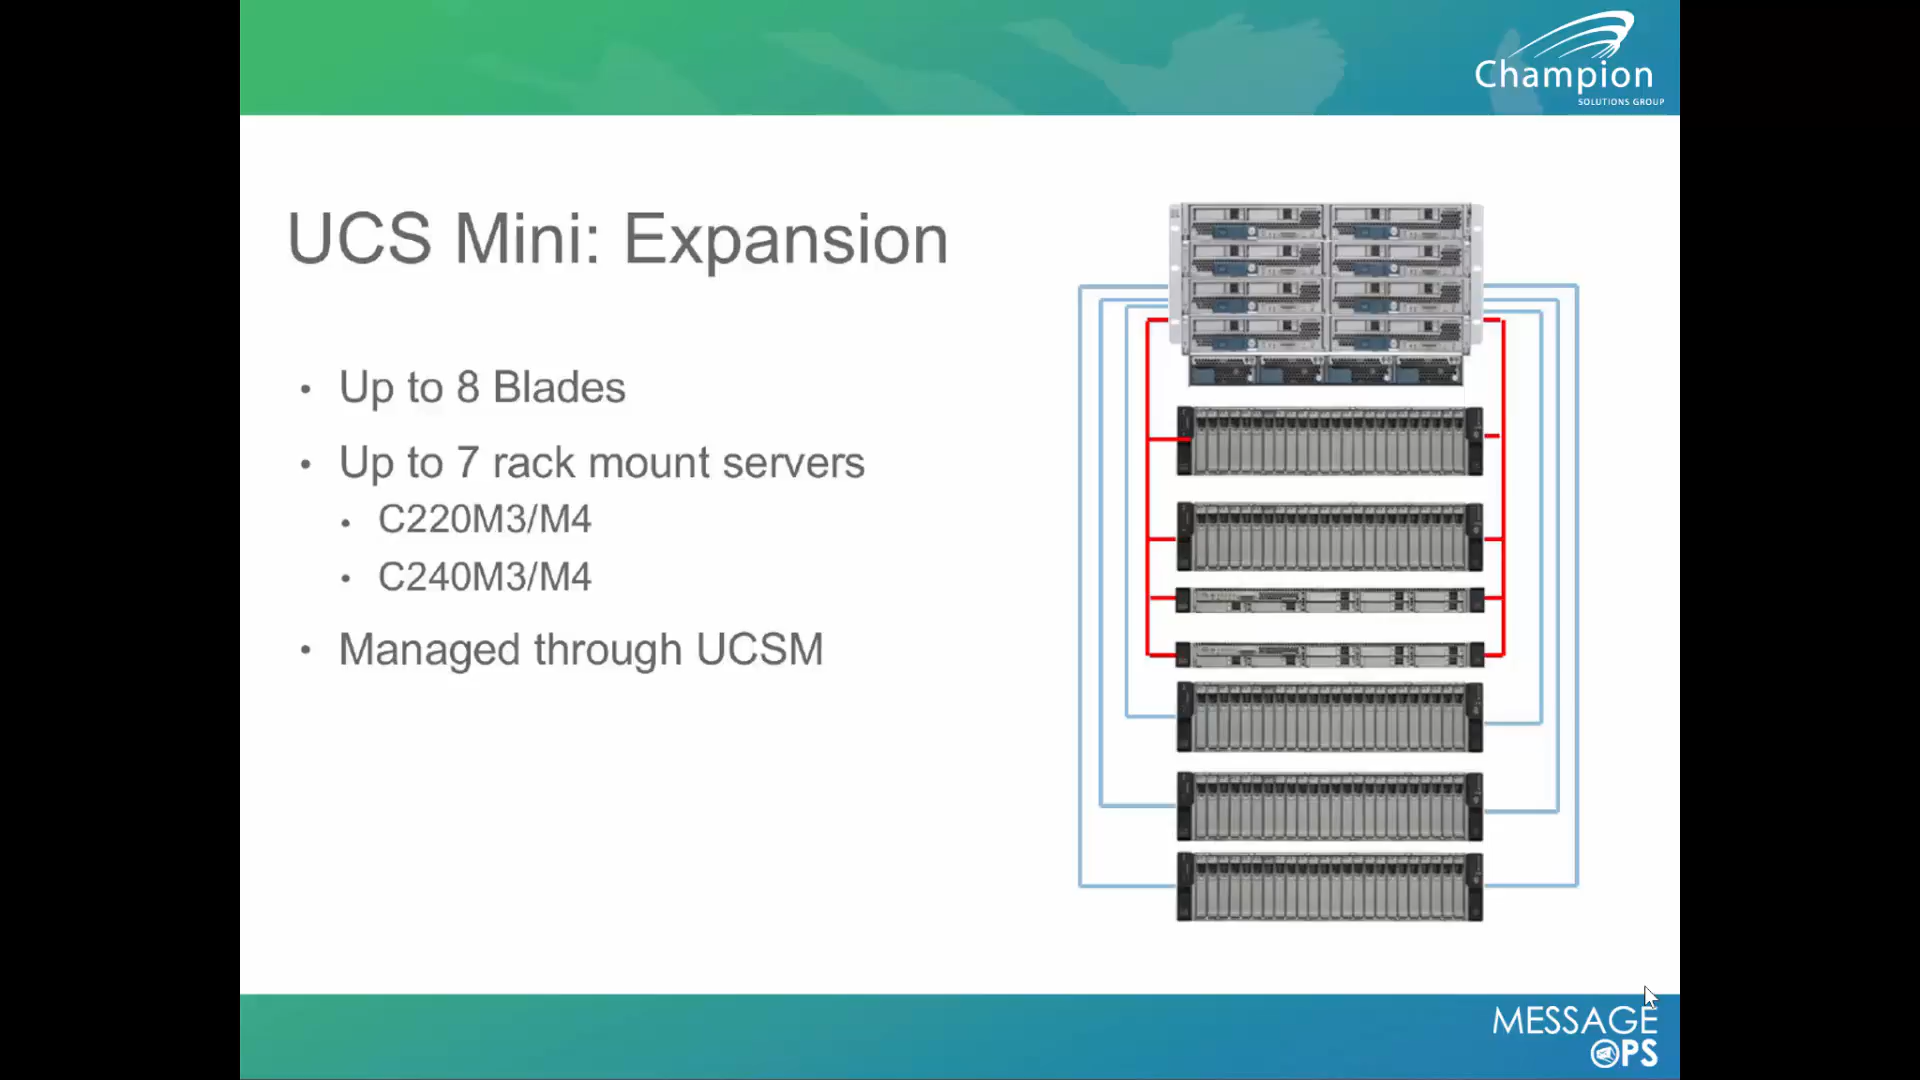 Champion
SOLUTIONS GROUP
UCS Mini: Expansion
• Up to 8 Blades
• Up to 7 rack mount servers
• C220M3/M4
• C240M3/M4
• Managed through UCSM
MESSAGE
OPS